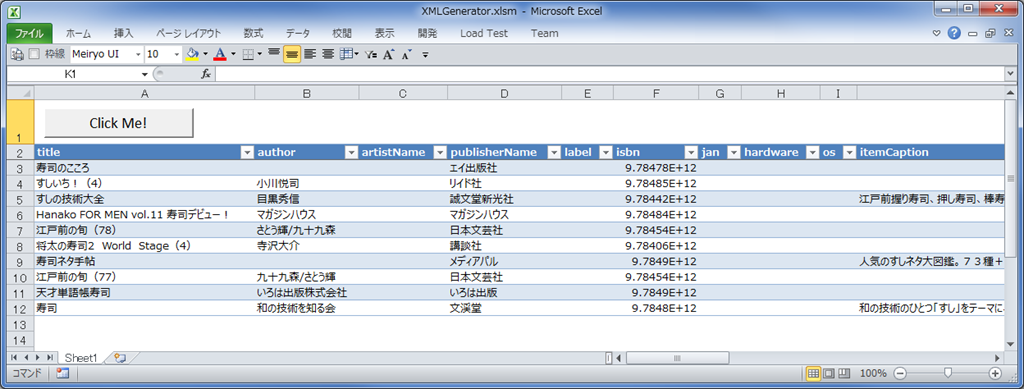 XMLGenerator.xlsm - Microsoft Excel
ファイル ホーム 挿入 ページ レイアウト 数式 データ 校閲 表示 開発 Load Test Team
枠線 Meiryo UI 10
K1 fx
A B C D E F G H I
1 Click Me!
2 title author artistName publisherName label isbn jan hardware os itemCaption
3 寿司のこころ エイ出版社 9.78478E+12
4 すしいち！（4） 小川悦司 リイド社 9.78485E+12
5 すしの技術大全 目黒秀信 誠文堂新光社 9.78442E+12 江戸前握り寿司、押し寿司、棒寿
6 Hanako FOR MEN vol.11 寿司デビュー！ マガジンハウス マガジンハウス 9.78484E+12
7 江戸前の旬（78） さとう輝/九十九森 日本文芸社 9.78454E+12
8 将太の寿司2 World Stage（4） 寺沢大介 講談社 9.78406E+12
9 寿司ネタ手帖 メディアパル 9.7849E+12 人気のすしネタ大図鑑。７３種＋
10 江戸前の旬（77） 九十九森/さとう輝 日本文芸社 9.78454E+12
11 天才単語帳寿司 いろは出版株式会社 いろは出版 9.7849E+12
12 寿司 和の技術を知る会 文溪堂 9.7848E+12 和の技術のひとつ「すし」をテーマに
13
14
Sheet1
コマンド 100%